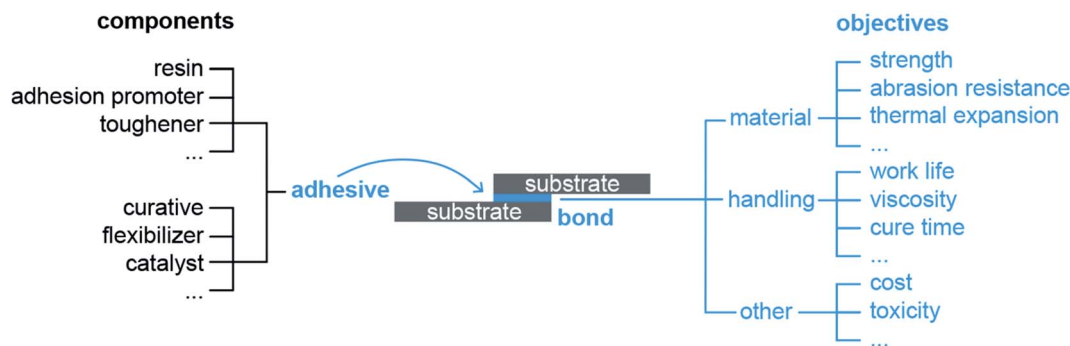 components
resin
adhesion promoter
toughener
...
curative
flexibilizer
catalyst
...
adhesive
substrate
substrate
bond
objectives
material
strength
abrasion resistance
thermal expansion
...
handling
work life
viscosity
cure time
...
other
cost
toxicity
...